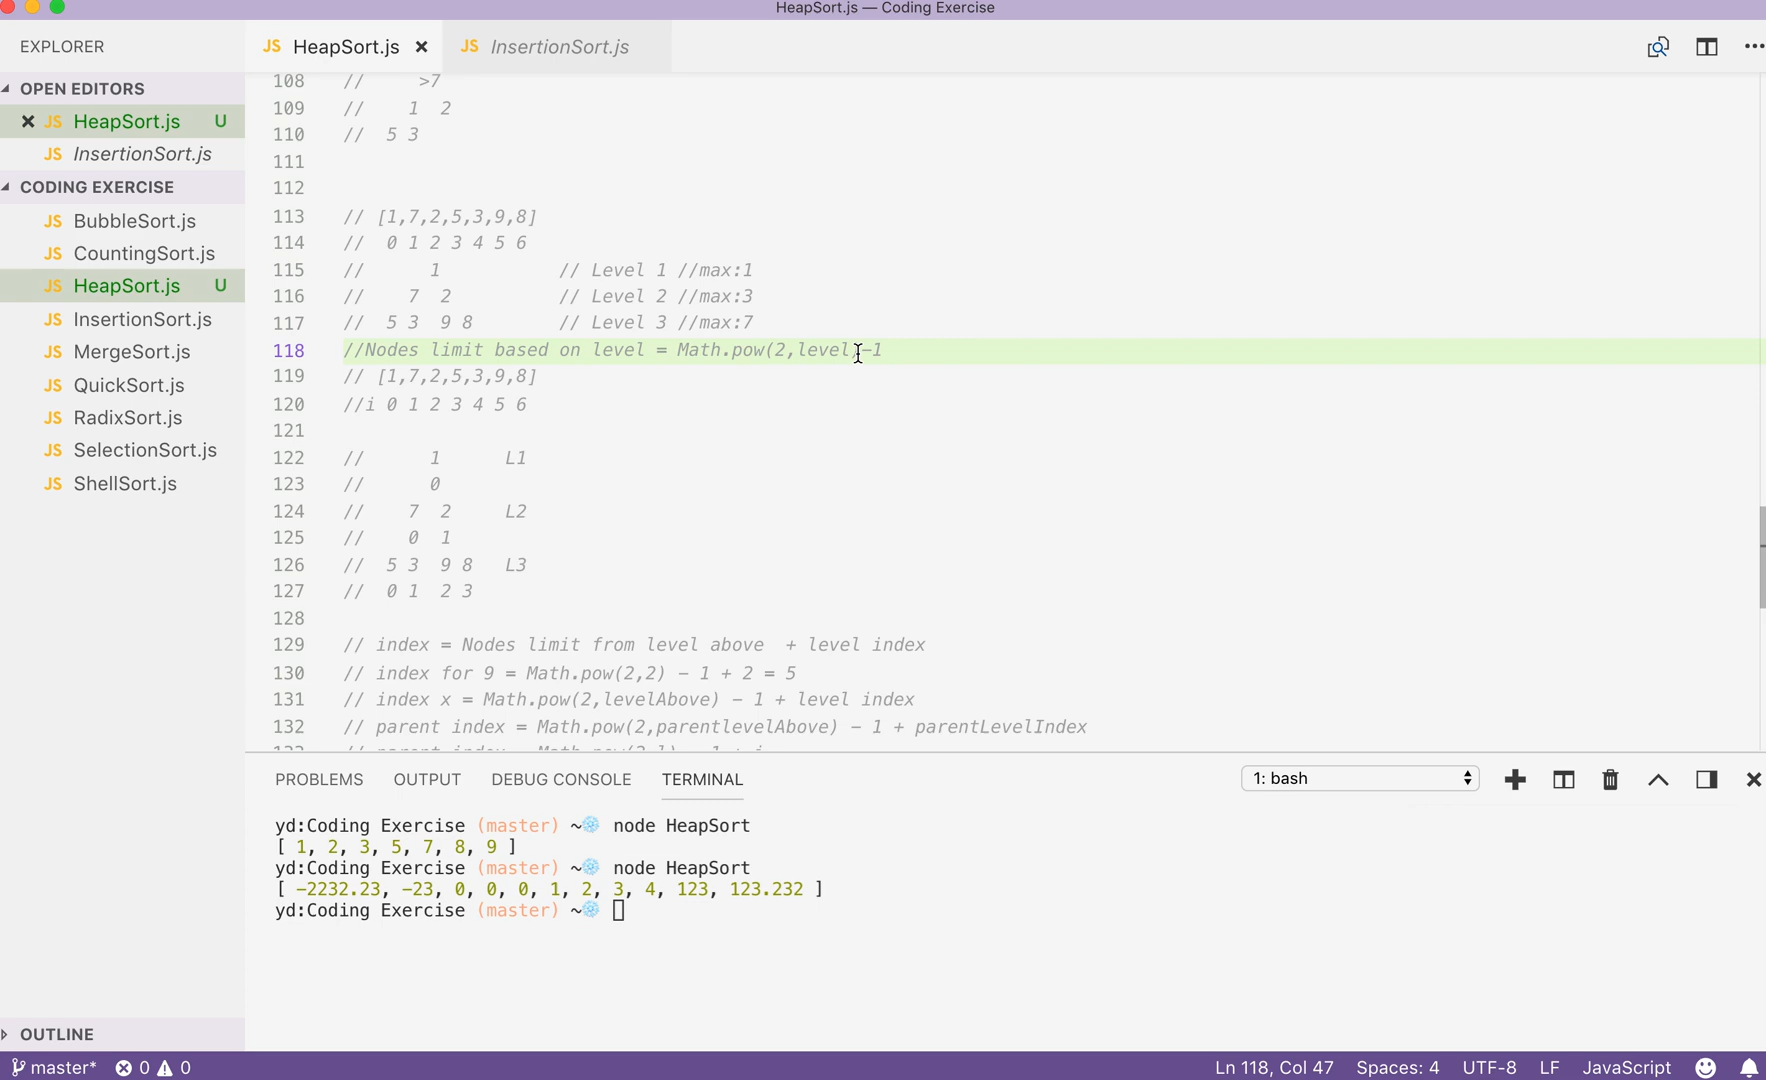 HeapSort.js — Coding Exercise
EXPLORER
JS HeapSort.js
JS InsertionSort.js
OPEN EDITORS
JS HeapSort.js U
JS InsertionSort.js
CODING EXERCISE
JS BubbleSort.js
JS CountingSort.js
JS HeapSort.js U
JS InsertionSort.js
JS MergeSort.js
JS QuickSort.js
JS RadixSort.js
JS SelectionSort.js
JS ShellSort.js
OUTLINE
108 // >7
109 // 1 2
110 // 5 3
111
112
113 // [1,7,2,5,3,9,8]
114 // 0 1 2 3 4 5 6
115 // 1 // Level 1 //max:1
116 // 7 2 // Level 2 //max:3
117 // 5 3 9 8 // Level 3 //max:7
118 //Nodes limit based on level = Math.pow(2,level)-1
119 // [1,7,2,5,3,9,8]
120 //i 0 1 2 3 4 5 6
121
122 // 1 L1
123 // 0
124 // 7 2 L2
125 // 0 1
126 // 5 3 9 8 L3
127 // 0 1 2 3
128
129 // index = Nodes limit from level above + level index
130 // index for 9 = Math.pow(2,2) - 1 + 2 = 5
131 // index x = Math.pow(2,levelAbove) - 1 + level index
132 // parent index = Math.pow(2,parentlevelAbove) - 1 + parentLevelIndex
PROBLEMS OUTPUT DEBUG CONSOLE TERMINAL 1: bash
yd:Coding Exercise (master) ~ node HeapSort
[ 1, 2, 3, 5, 7, 8, 9 ]
yd:Coding Exercise (master) ~ node HeapSort
[ -2232.23, -23, 0, 0, 0, 1, 2, 3, 4, 123, 123.232 ]
yd:Coding Exercise (master) ~
master* 0 0 Ln 118, Col 47 Spaces: 4 UTF-8 LF JavaScript